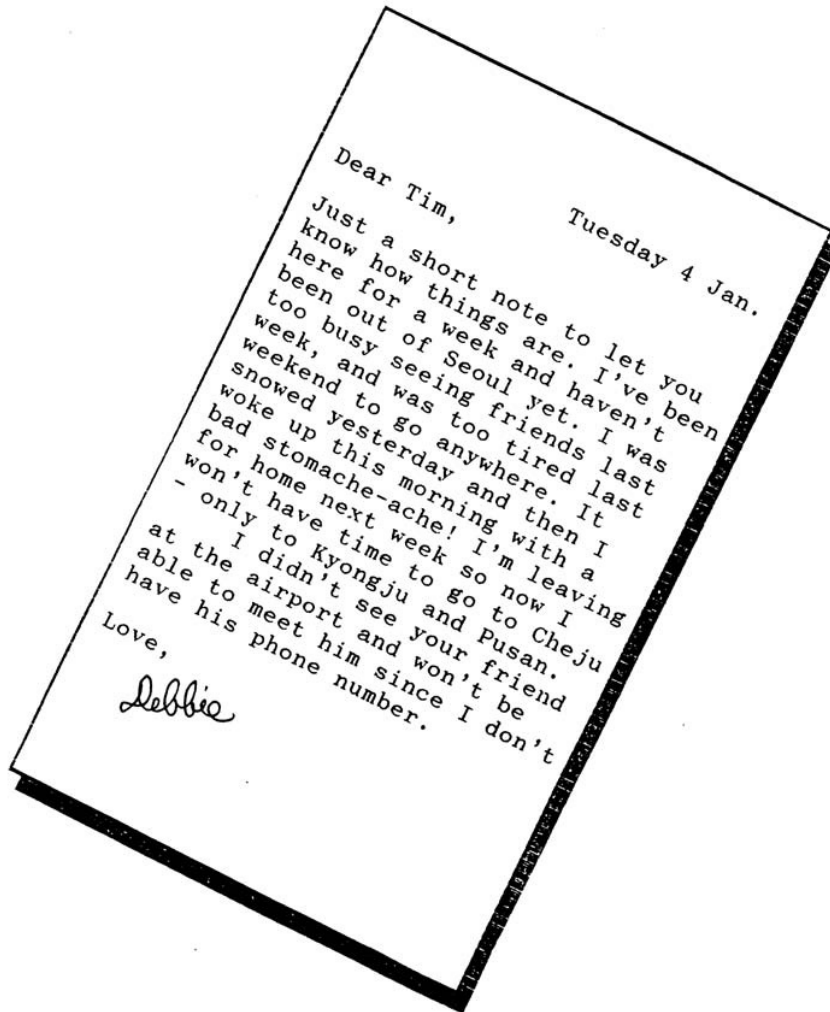 Tuesday 4 Jan.
Dear Tim,
Just a short note to let you
know how things are. I've been
here for a week and haven't
been out of Seoul yet. I was
too busy seeing friends last
week, and was too tired last
weekend to go anywhere. It
snowed yesterday and then I
woke up this morning with a
bad stomache-ache! I'm leaving
for home next week so now I
won't have time to go to Cheju
- only to Kyongju and Pusan.
I didn't see your friend
at the airport and won't be
able to meet him since I don't
have his phone number.
Love,
Debbie